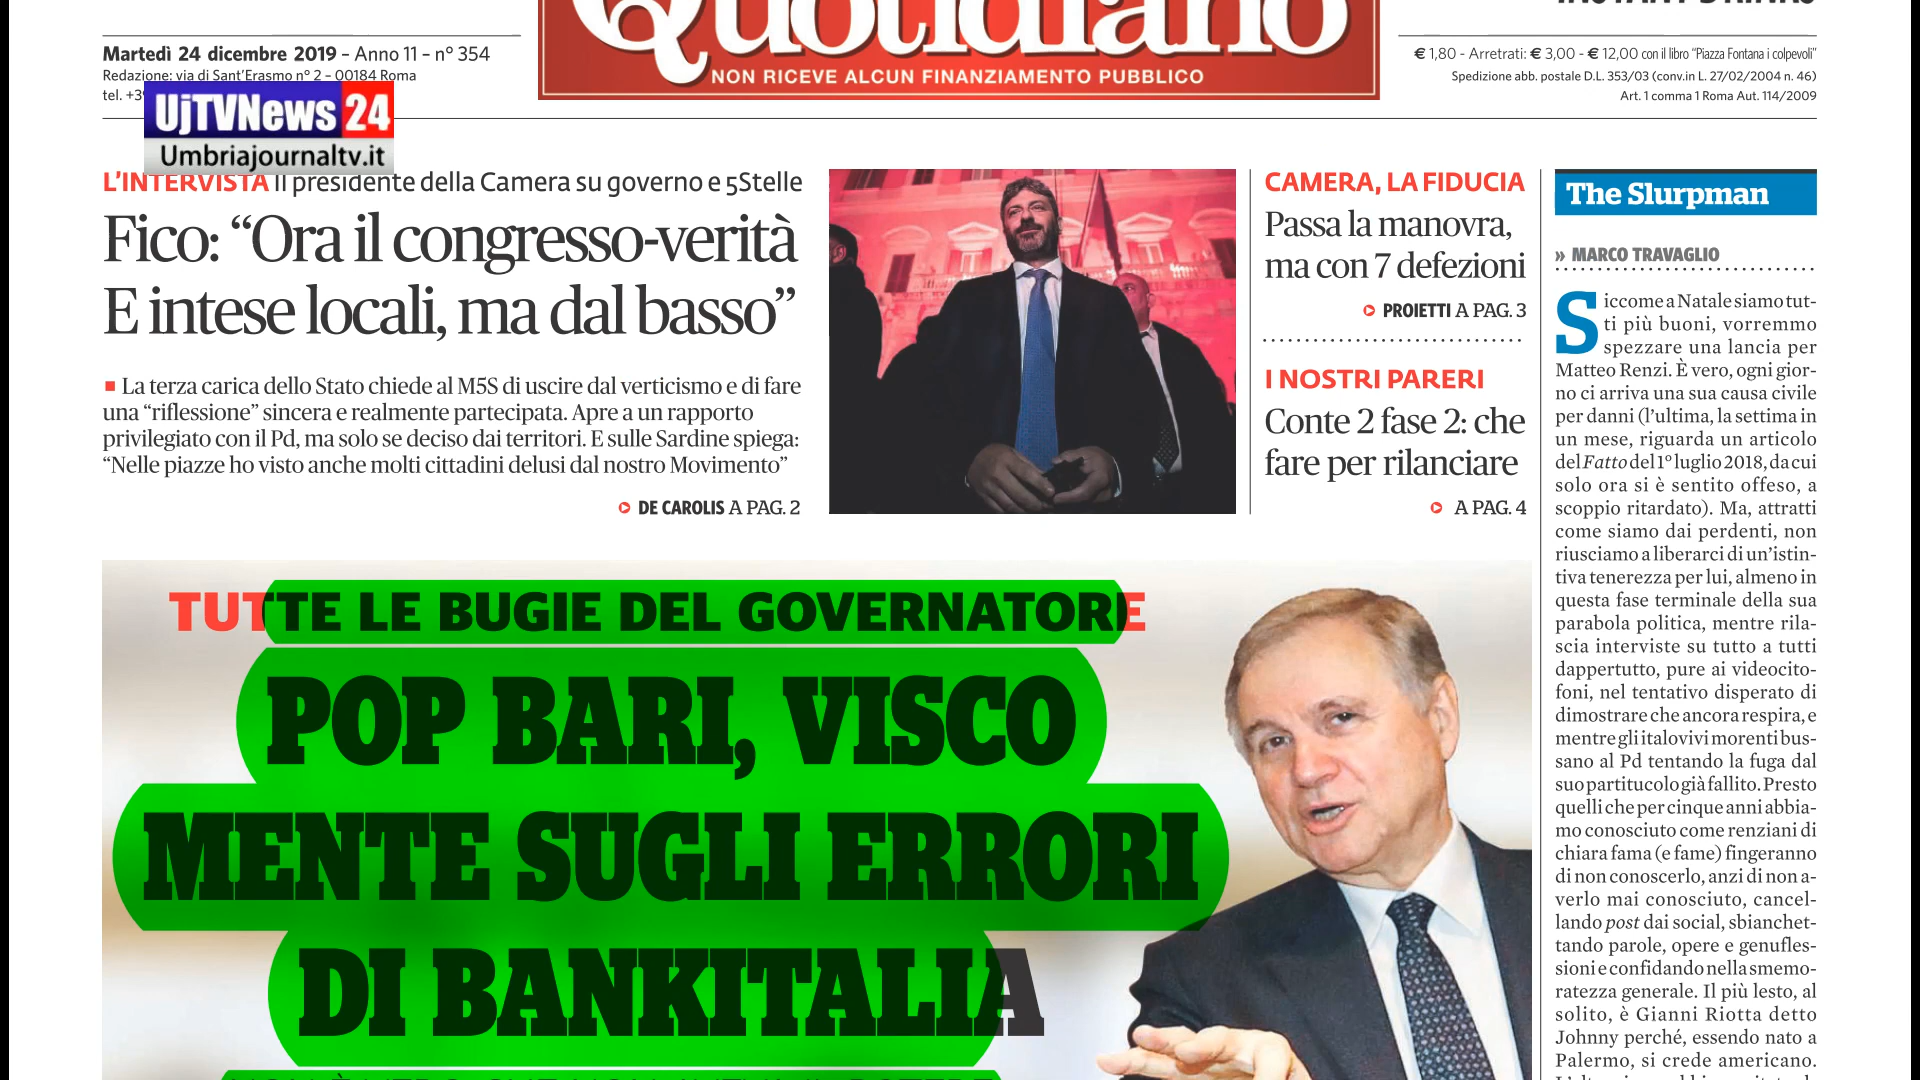 Quotidiano
NON RICEVE ALCUN FINANZIAMENTO PUBBLICO
Martedì 24 dicembre 2019 – Anno 11 – n° 354
Redazione: via di Sant'Erasmo n° 2 – 00184 Roma
tel. +39
€ 1,80 - Arretrati: € 3,00 - € 12,00 con il libro "Piazza Fontana i colpevoli"
Spedizione abb. postale D.L. 353/03 (conv.in L. 27/02/2004 n. 46)
Art. 1 comma 1 Roma Aut. 114/2009
UjTVNews 24
Umbriajournaltv.it
L'INTERVISTA Il presidente della Camera su governo e 5Stelle
Fico: “Ora il congresso-verità
E intese locali, ma dal basso”
La terza carica dello Stato chiede al M5S di uscire dal verticismo e di fare
una “riflessione” sincera e realmente partecipata. Apre a un rapporto
privilegiato con il Pd, ma solo se deciso dai territori. E sulle Sardine spiega:
“Nelle piazze ho visto anche molti cittadini delusi dal nostro Movimento”
DE CAROLIS A PAG. 2
CAMERA, LA FIDUCIA
Passa la manovra,
ma con 7 defezioni
PROIETTI A PAG. 3
I NOSTRI PARERI
Conte 2 fase 2: che
fare per rilanciare
A PAG. 4
TUTTE LE BUGIE DEL GOVERNATORE
POP BARI, VISCO
MENTE SUGLI ERRORI
DI BANKITALIA
The Slurpman
» MARCO TRAVAGLIO
Siccome a Natale siamo tut-
ti più buoni, vorremmo
spezzare una lancia per
Matteo Renzi. È vero, ogni gior-
no ci arriva una sua causa civile
per danni (l'ultima, la settima in
un mese, riguarda un articolo
del Fatto del 1° luglio 2018, da cui
solo ora si è sentito offeso, a
scoppio ritardato). Ma, attratti
come siamo dai perdenti, non
riusciamo a liberarci di un'istin-
tiva tenerezza per lui, almeno in
questa fase terminale della sua
parabola politica, mentre rila-
scia interviste su tutto a tutti
dappertutto, pure ai videocito-
foni, nel tentativo disperato di
dimostrare che ancora respira, e
mentre gli italovivi morenti bus-
sano al Pd tentando la fuga dal
suo partitucolo già fallito. Presto
quelli che per cinque anni abbia-
mo conosciuto come renziani di
chiara fama (e fame) fingeranno
di non conoscerlo, anzi di non a-
verlo mai conosciuto, cancel-
lando post dai social, sbianchet-
tando parole, opere e genufles-
sioni e confidando nella smemo-
ratezza generale. Il più lesto, al
solito, è Gianni Riotta detto
Johnny perché, essendo nato a
Palermo, si crede americano.